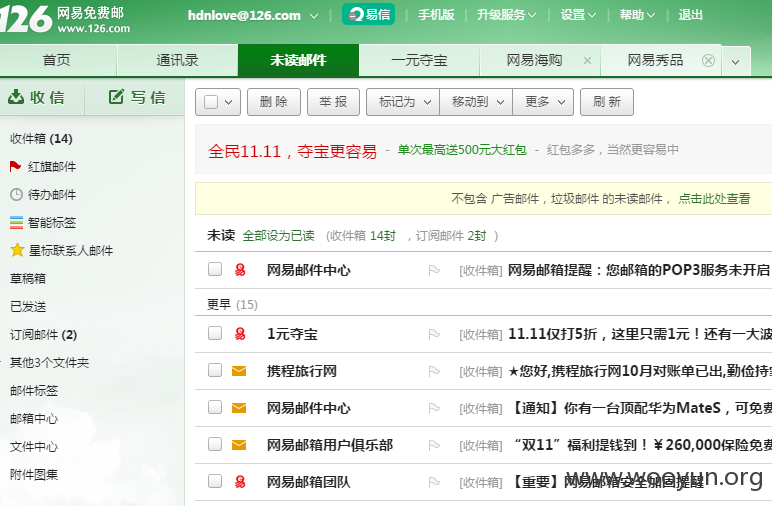 126 网易免费邮
www.126.com
hdnlove@126.com 易信 手机版 升级服务 设置 帮助 退出
首页 通讯录 未读邮件 一元夺宝 网易海购 网易秀品
收 信 写 信
删 除 举 报 标记为 移动到 更多 刷 新
收件箱 (14)
红旗邮件
待办邮件
智能标签
星标联系人邮件
草稿箱
已发送
订阅邮件 (2)
其他3个文件夹
邮件标签
邮箱中心
文件中心
附件图集
全民11.11，夺宝更容易 - 单次最高送500元大红包 - 红包多多，当然更容易中
不包含 广告邮件，垃圾邮件 的未读邮件， 点击此处查看
未读 全部设为已读 (收件箱 14封 ，订阅邮件 2封 )
网易邮件中心 [收件箱] 网易邮箱提醒：您邮箱的POP3服务未开启
更早 (15)
1元夺宝 [收件箱] 11.11仅打5折，这里只需1元！还有一大波
携程旅行网 [收件箱] ★您好,携程旅行网10月对账单已出,勤俭持
网易邮件中心 [收件箱] 【通知】你有一台顶配华为MateS，可免费
网易邮箱用户俱乐部 [收件箱] “双11”福利提钱到！￥260,000保险免费
网易邮箱团队 [收件箱] 【重要】网易邮箱安全加固提醒
www.wooyun.org